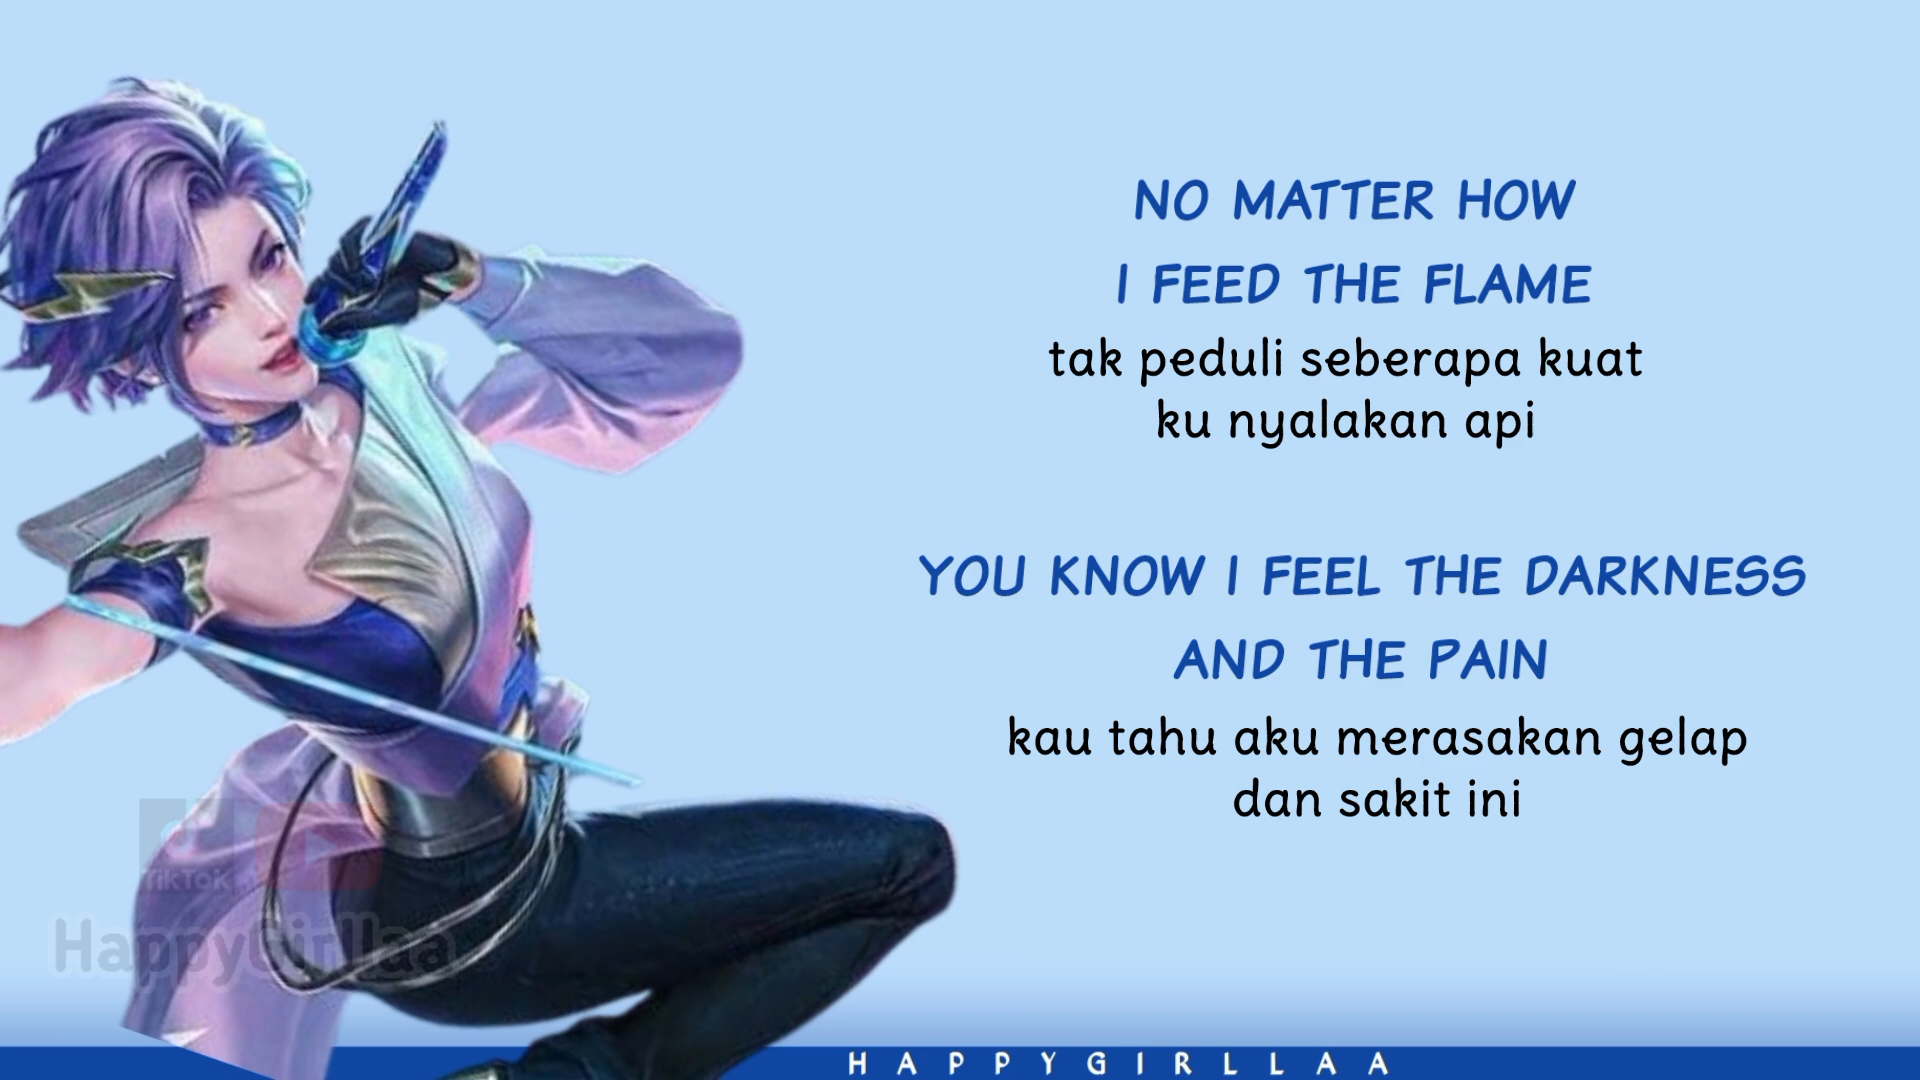 NO MATTER HOW
I FEED THE FLAME
tak peduli seberapa kuat
ku nyalakan api
YOU KNOW I FEEL THE DARKNESS
AND THE PAIN
kau tahu aku merasakan gelap
dan sakit ini
TikTok
HappyGirllaa
HAPPYGIRLLAA